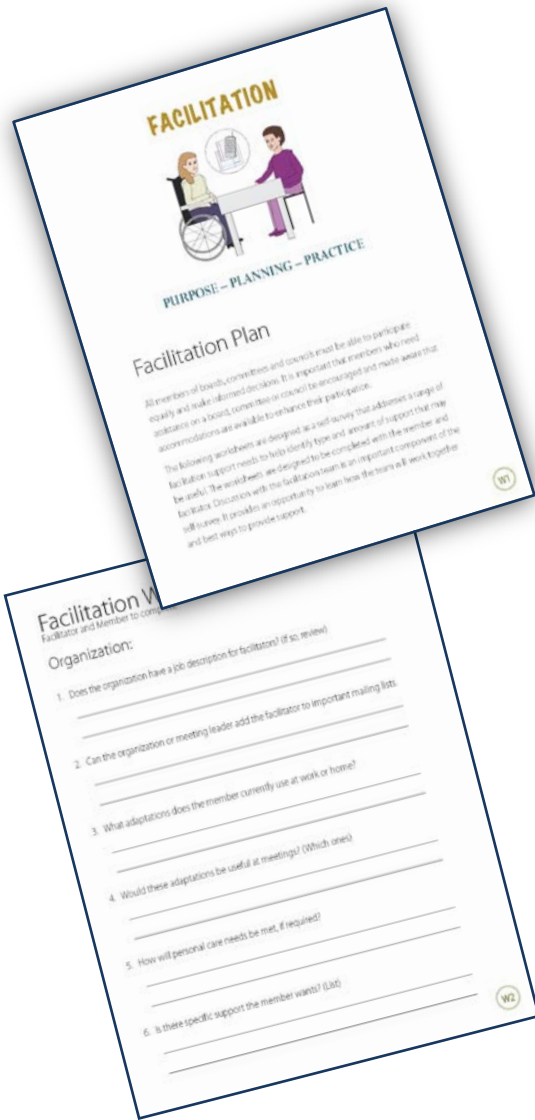 FACILITATION
PURPOSE – PLANNING – PRACTICE
Facilitation Plan
All members of boards, committees and councils must be able to participate
equally and make informed decisions. It is important that members who need
assistance on a board, committee or council be encouraged and made aware that
accommodations are available to enhance their participation.
The following worksheets are designed as a self-survey that addresses a range of
facilitation support needs to help identify type and amount of support that may
be useful. The worksheets are designed to be completed with the member and
facilitator. Discussion with the facilitation team is an important component of the
self-survey. It provides an opportunity to learn how the team will work together
and best ways to provide support.
W1
Facilitation
Facilitator and Member to
Organization:
1. Does the organization have a job description for facilitators? (If so, review)
2. Can the organization or meeting leader add the facilitator to important mailing lists
3. What adaptations does the member currently use at work or home?
4. Would these adaptations be useful at meetings? (Which ones)
5. How will personal care needs be met, if required?
6. Is there specific support the member wants? (List)
W2